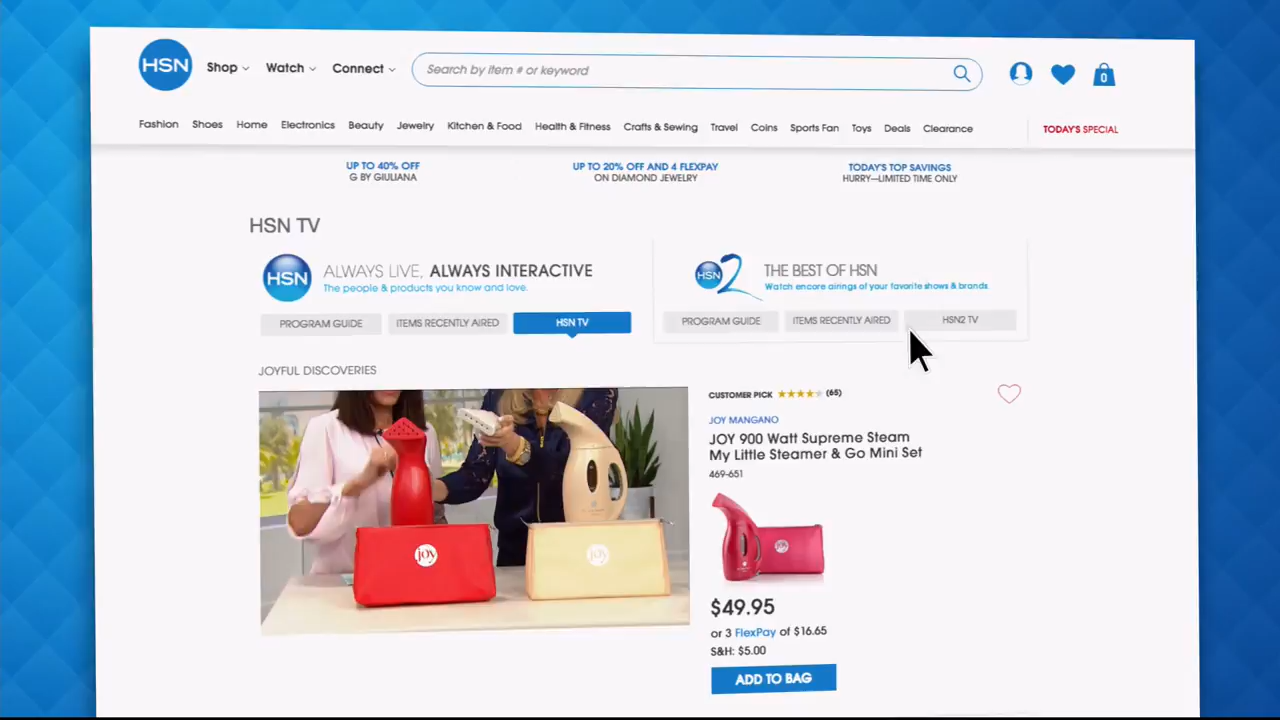 HSN
Shop
Watch
Connect
Search by item # or keyword
0
Fashion
Shoes
Home
Electronics
Beauty
Jewelry
Kitchen & Food
Health & Fitness
Crafts & Sewing
Travel
Coins
Sports Fan
Toys
Deals
Clearance
TODAY'S SPECIAL
UP TO 40% OFF
G BY GIULIANA
UP TO 20% OFF AND 4 FLEXPAY
ON DIAMOND JEWELRY
TODAY'S TOP SAVINGS
HURRY—LIMITED TIME ONLY
HSN TV
HSN
ALWAYS LIVE, ALWAYS INTERACTIVE
The people & products you know and love.
PROGRAM GUIDE
ITEMS RECENTLY AIRED
HSN TV
HSN2
THE BEST OF HSN
Watch encore airings of your favorite shows & brands.
PROGRAM GUIDE
ITEMS RECENTLY AIRED
HSN2 TV
JOYFUL DISCOVERIES
joy
joy
CUSTOMER PICK
(65)
JOY MANGANO
JOY 900 Watt Supreme Steam
My Little Steamer & Go Mini Set
469-651
joy
$49.95
or 3 FlexPay of $16.65
S&H: $5.00
ADD TO BAG